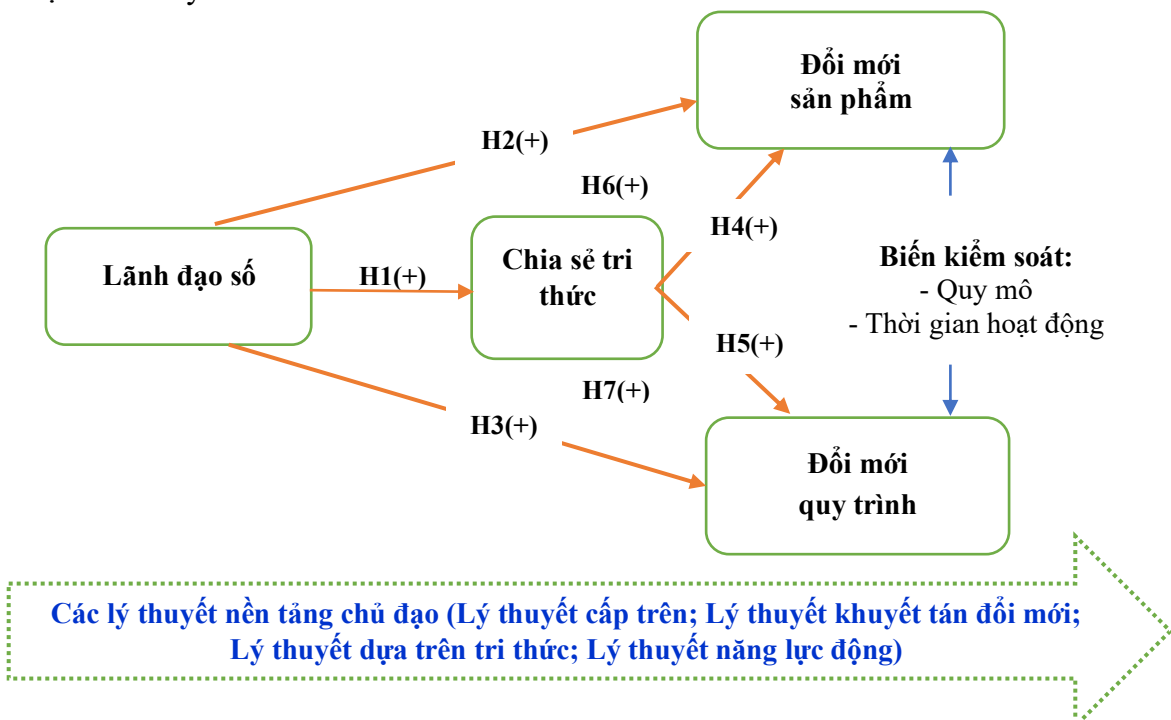 Đổi mới
sản phẩm
H2(+)
H6(+)
H4(+)
Lãnh đạo số
H1(+)
Chia sẻ tri
thức
Biến kiểm soát:
- Quy mô
- Thời gian hoạt động
H5(+)
H7(+)
H3(+)
Đổi mới
quy trình
Các lý thuyết nền tảng chủ đạo (Lý thuyết cấp trên; Lý thuyết khuyết tán đổi mới;
Lý thuyết dựa trên tri thức; Lý thuyết năng lực động)